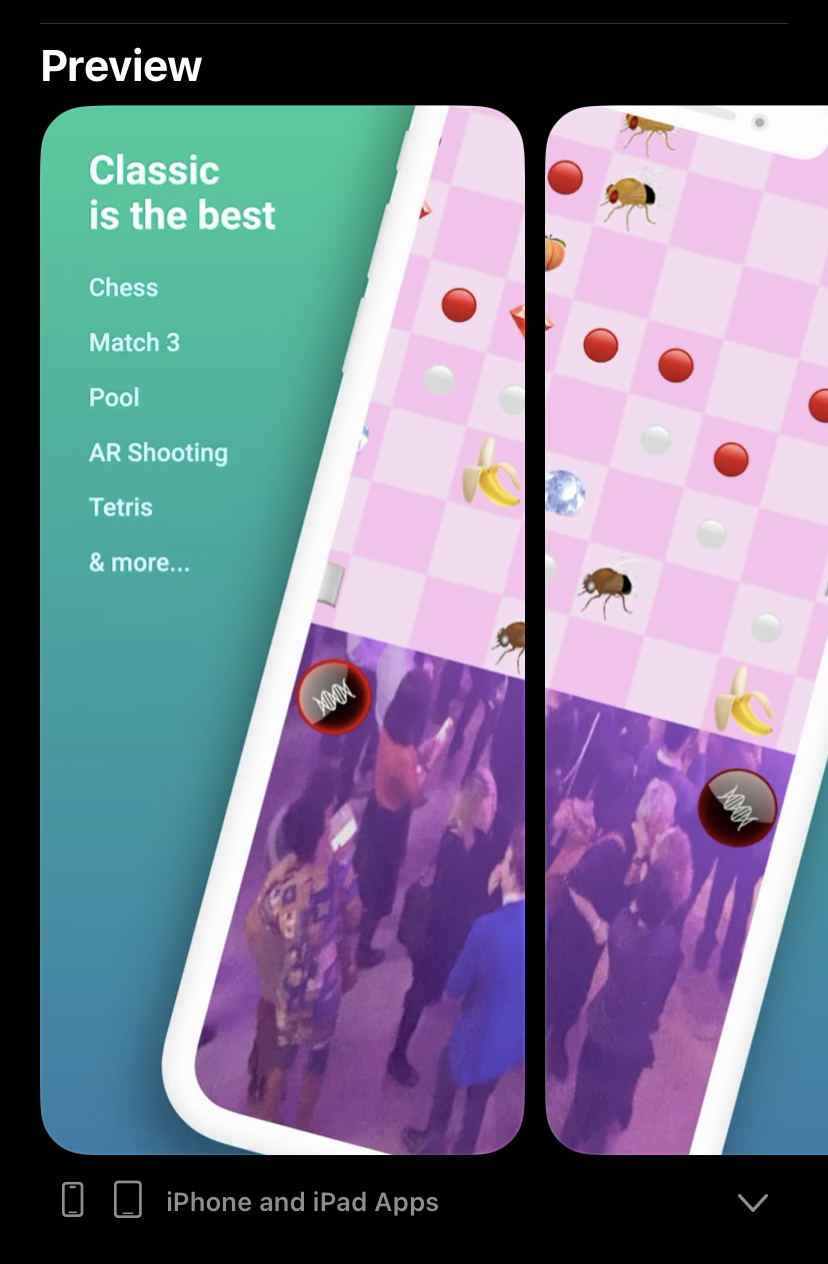 Preview
Classic
is the best
Chess
Match 3
Pool
AR Shooting
Tetris
& more...
iPhone and iPad Apps